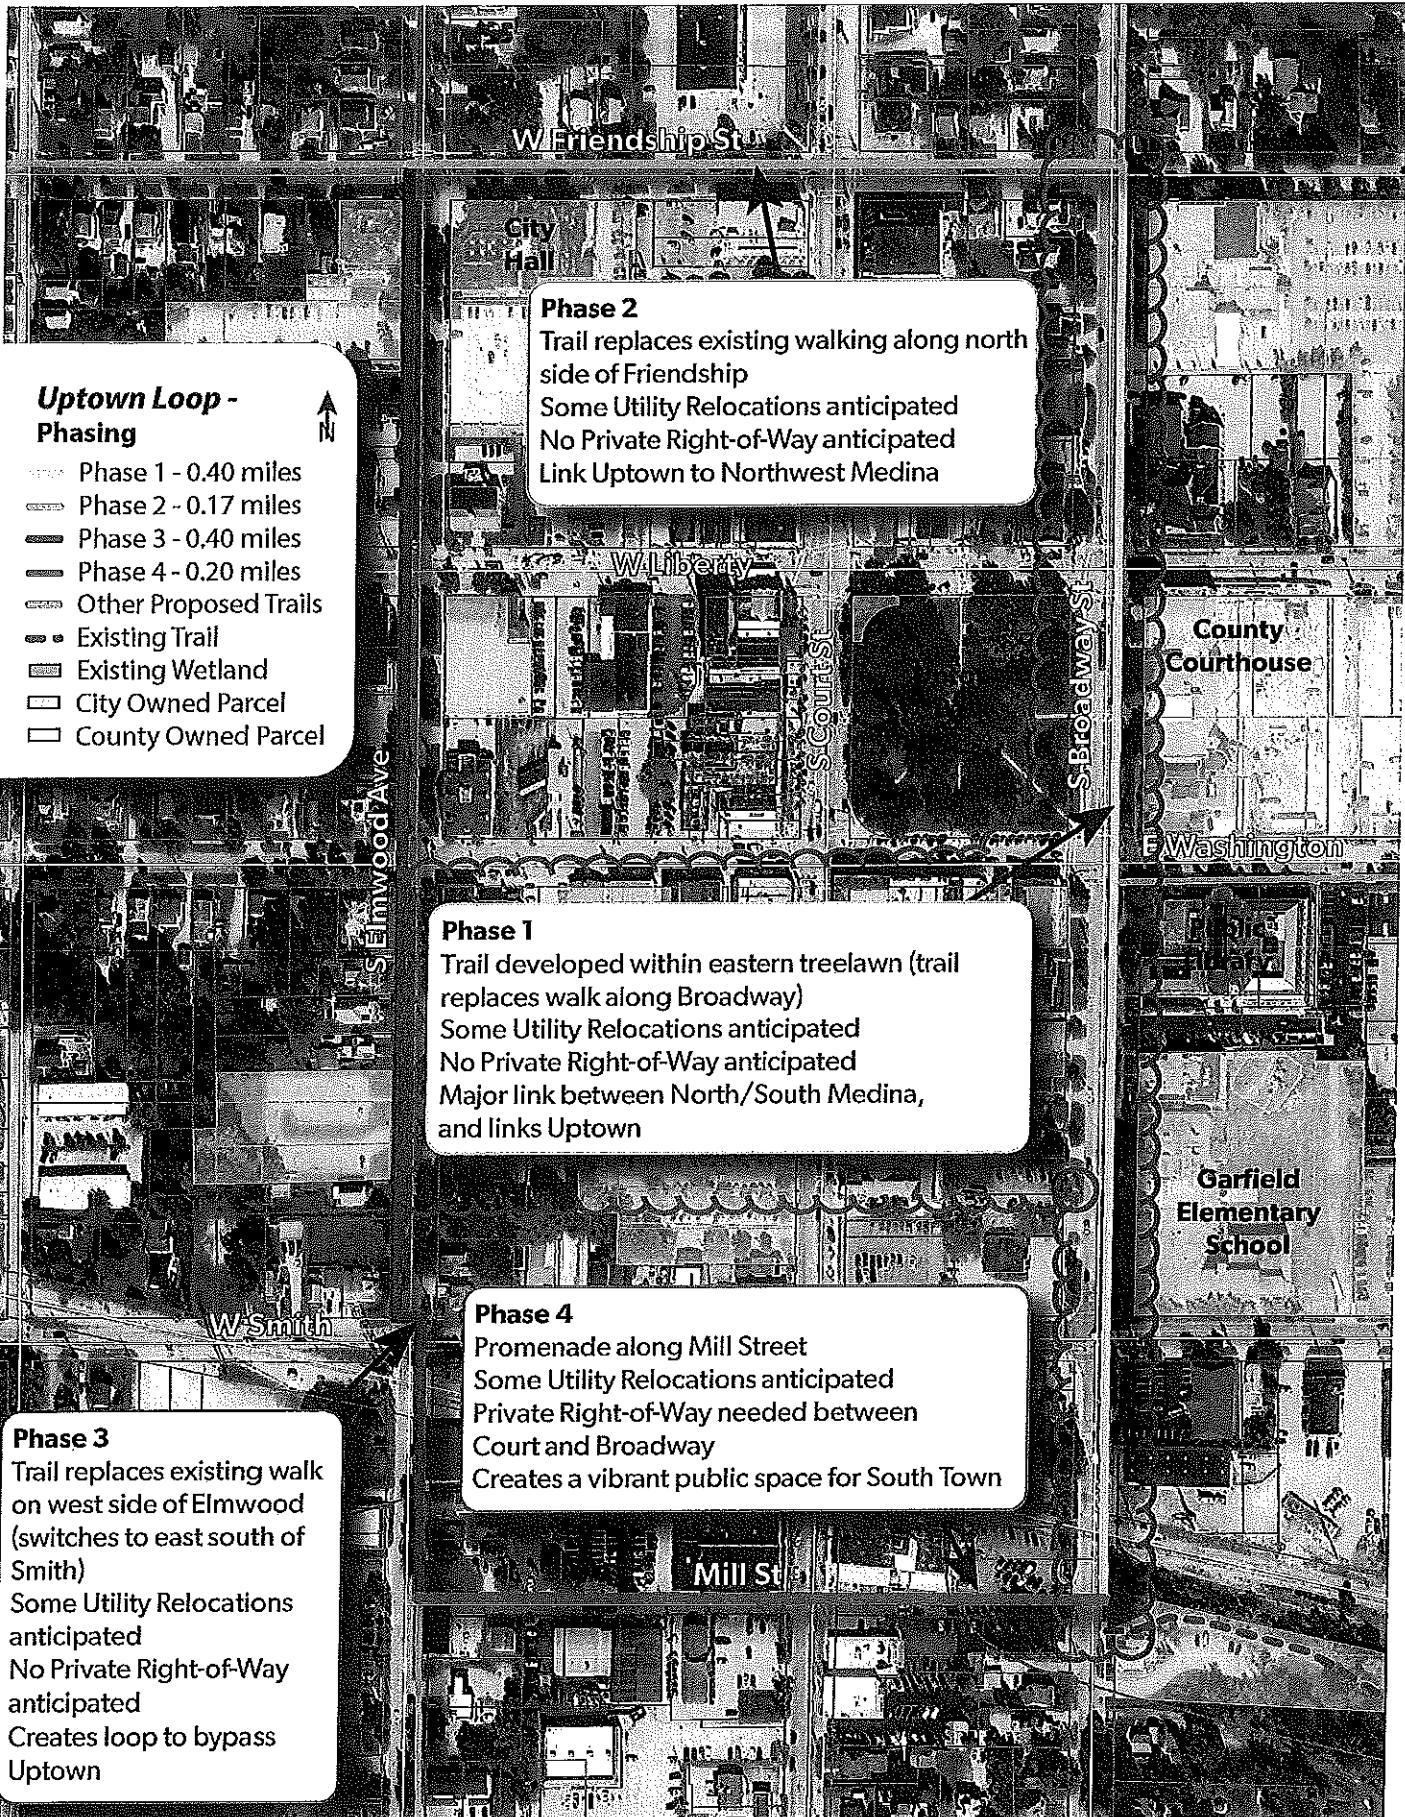 W Friendship St
City
Hall
Phase 2
Trail replaces existing walking along north
side of Friendship
Some Utility Relocations anticipated
No Private Right-of-Way anticipated
Link Uptown to Northwest Medina
Uptown Loop -
Phasing
N
Phase 1 - 0.40 miles
Phase 2 - 0.17 miles
Phase 3 - 0.40 miles
Phase 4 - 0.20 miles
Other Proposed Trails
Existing Trail
Existing Wetland
City Owned Parcel
County Owned Parcel
W Liberty
S Court St
S Broadway St
County
Courthouse
S Elmwood Ave
E Washington
Public
Library
Phase 1
Trail developed within eastern treelawn (trail
replaces walk along Broadway)
Some Utility Relocations anticipated
No Private Right-of-Way anticipated
Major link between North/South Medina,
and links Uptown
Garfield
Elementary
School
W Smith
Phase 4
Promenade along Mill Street
Some Utility Relocations anticipated
Private Right-of-Way needed between
Court and Broadway
Creates a vibrant public space for South Town
Phase 3
Trail replaces existing walk
on west side of Elmwood
(switches to east south of
Smith)
Some Utility Relocations
anticipated
No Private Right-of-Way
anticipated
Creates loop to bypass
Uptown
Mill St